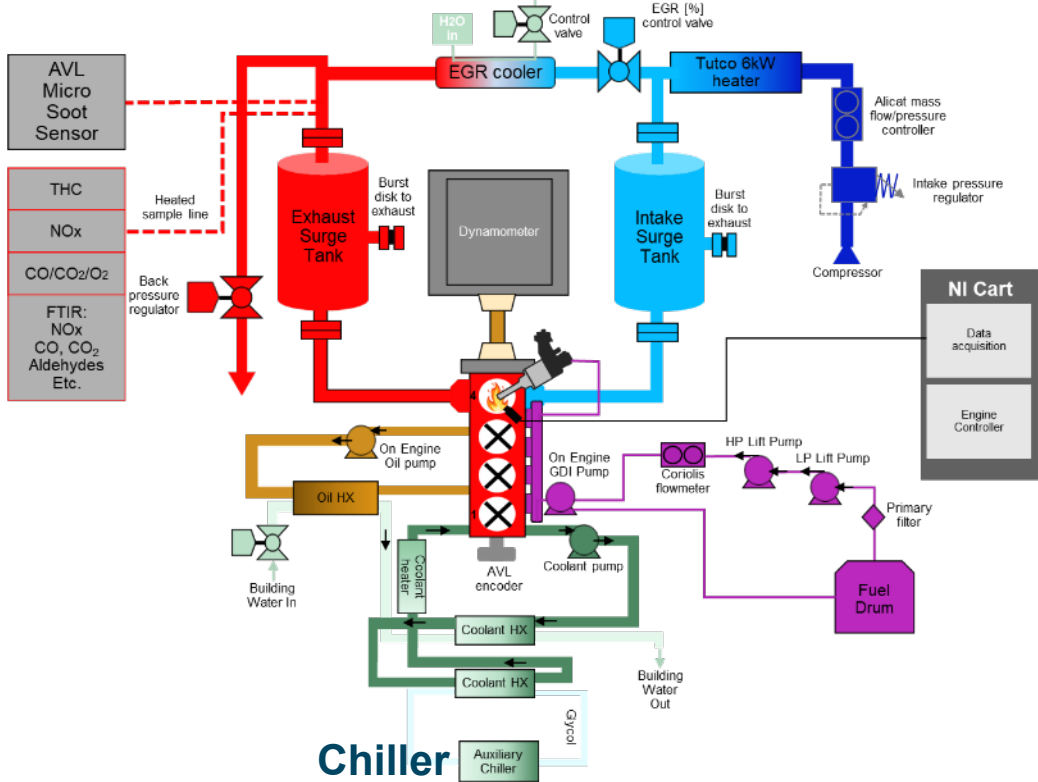 AVL
Micro
Soot
Sensor
THC
NOx
CO/CO2/O2
FTIR:
NOx
CO, CO2
Aldehydes
Etc.
Heated
sample line
Back
pressure
regulator
H2O
In
Control
valve
EGR cooler
EGR [%]
control valve
Tutco 6kW
heater
Alicat mass
flow/pressure
controller
Intake pressure
regulator
Compressor
Exhaust
Surge
Tank
Burst
disk to
exhaust
Dynamometer
Intake
Surge
Tank
Burst
disk to
exhaust
NI Cart
Data
acquisition
Engine
Controller
4
1
On Engine
Oil pump
Oil HX
Building
Water In
On Engine
GDI Pump
Coriolis
flowmeter
HP Lift Pump
LP Lift Pump
Primary
filter
Fuel
Drum
AVL
encoder
Coolant pump
Coolant
heater
Coolant HX
Coolant HX
Building
Water
Out
Glycol
Chiller
Auxiliary
Chiller